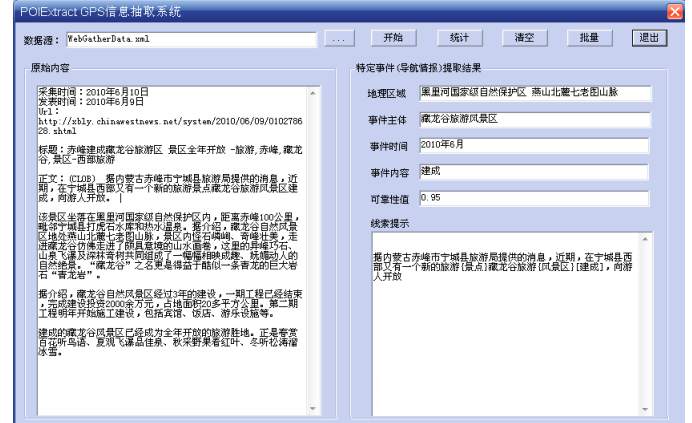 POIExtract GPS信息抽取系统
数据源: WebGatherData.xml ... 开始 统计 清空 批量 退出
原始内容
采集时间：2010年6月10日
发表时间：2010年6月9日
Url：
http://xbly.chinawestnews.net/system/2010/06/09/0102786
28.shtml
标题：赤峰建成藏龙谷旅游区 景区全年开放 -旅游,赤峰,藏龙
谷,景区-西部旅游
正文：(CLOB) 据内蒙古赤峰市宁城县旅游局提供的消息，近
期，在宁城县西部又有一个新的旅游景点藏龙谷旅游风景区建
成，向游人开放。
该景区坐落在黑里河国家级自然保护区内，距离赤峰100公里，
毗邻宁城县打虎石水库和热水温泉。据介绍，藏龙谷自然风景
区地处燕山北麓七老图山脉，景区内怪石嶙峋、奇峰壮美，走
进藏龙谷仿佛走进了颇具意境的山水画卷，这里的异峰巧石、
山泉飞瀑及深林奇树共同组成了一幅幅相映成趣、妩媚动人的
自然绝景。“藏龙谷”之名更是得益于酷似一条青龙的巨大岩
石“青龙岩”。
据介绍，藏龙谷自然风景区经过3年的建设，一期工程已经结束
，完成建设投资2000余万元，占地面积20多平方公里。第二期
工程明年开始施工建设，包括宾馆、饭店、游乐设施等。
建成的藏龙谷风景区已经成为全年开放的旅游胜地。正是春赏
百花听鸟语、夏观飞瀑品佳泉、秋采野果看红叶、冬听松涛溜
冰雪。
特定事件(导航情报)提取结果
地理区域 黑里河国家级自然保护区 燕山北麓七老图山脉
事件主体 藏龙谷旅游风景区
事件时间 2010年6月
事件内容 建成
可靠性值 0.95
线索提示
据内蒙古赤峰市宁城县旅游局提供的消息，近期，在宁城县西
部又有一个新的旅游[景点]藏龙谷旅游[风景区][建成]，向游
人开放